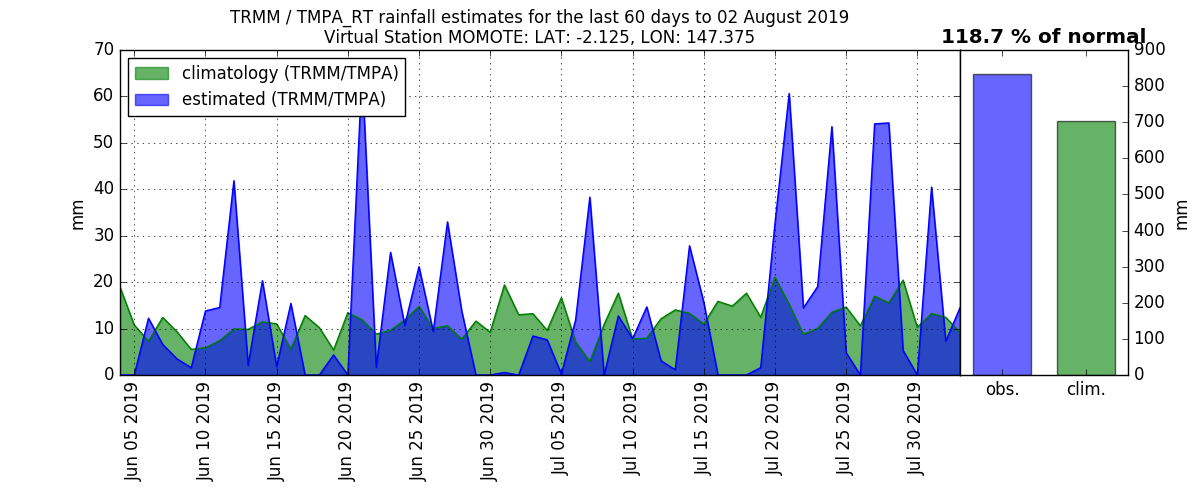 TRMM / TMPA_RT rainfall estimates for the last 60 days to 02 August 2019
Virtual Station MOMOTE: LAT: -2.125, LON: 147.375
118.7 % of normal
climatology (TRMM/TMPA)
estimated (TRMM/TMPA)
70
60
50
40
30
20
10
0
mm
Jun 05 2019
Jun 10 2019
Jun 15 2019
Jun 20 2019
Jun 25 2019
Jun 30 2019
Jul 05 2019
Jul 10 2019
Jul 15 2019
Jul 20 2019
Jul 25 2019
Jul 30 2019
obs.
clim.
900
800
700
600
500
400
300
200
100
0
mm